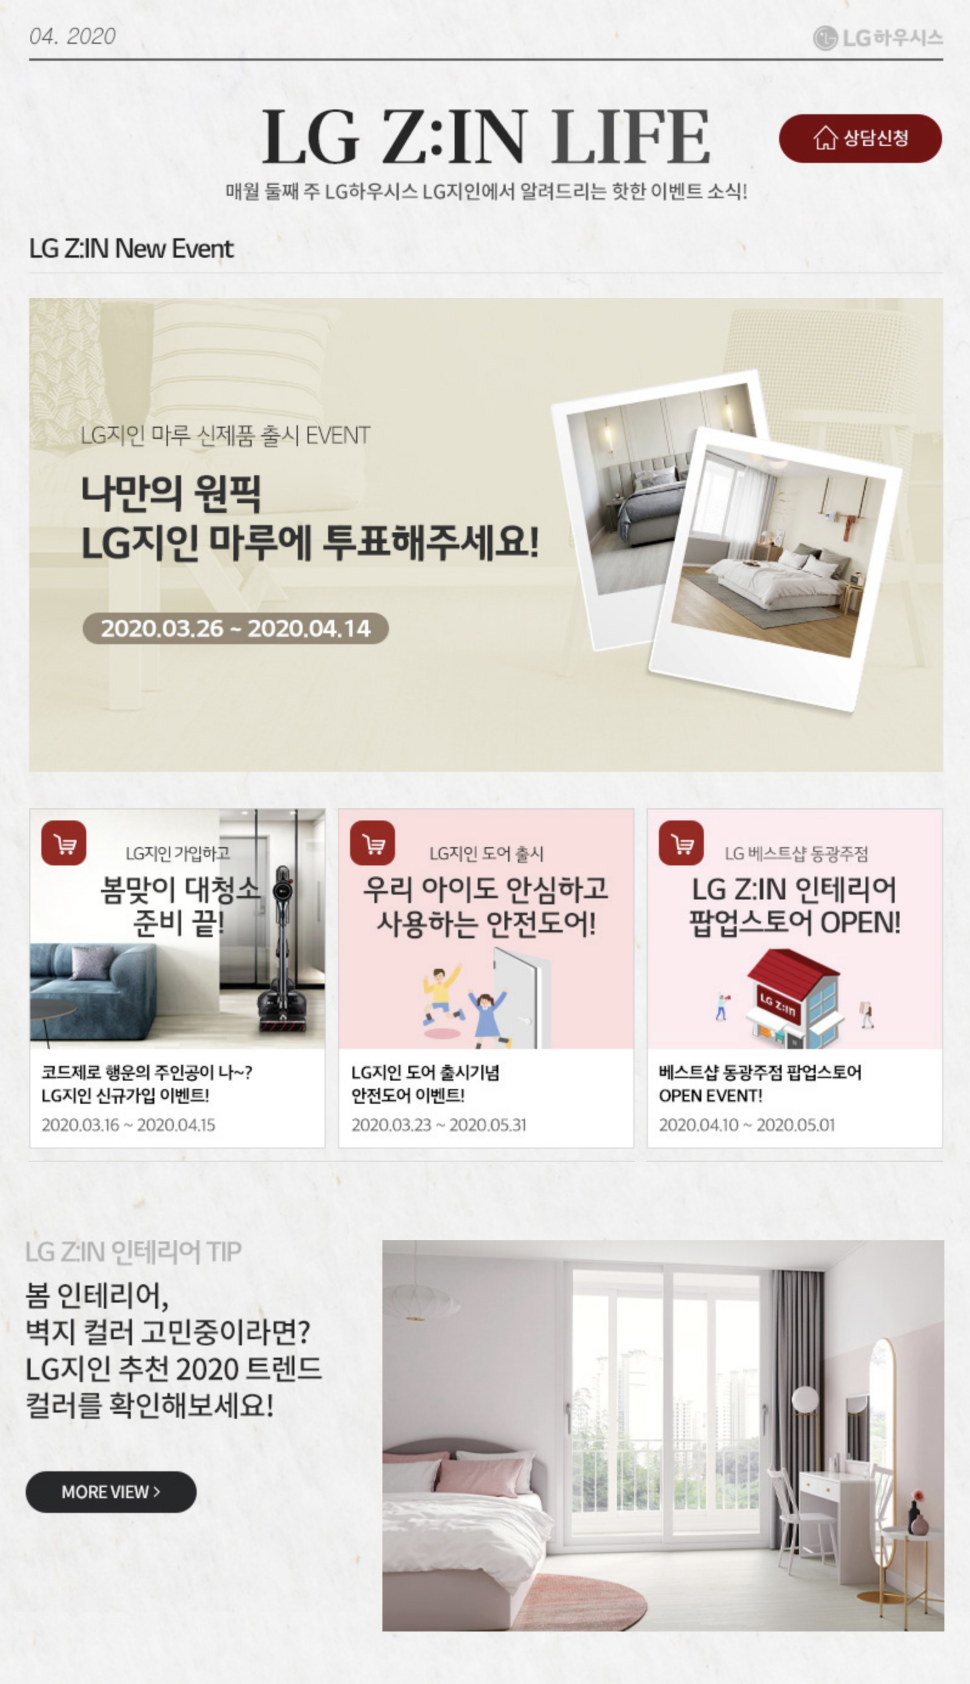 04. 2020
LG하우시스
LG Z:IN LIFE
상담신청
매월 둘째 주 LG하우시스 LG지인에서 알려드리는 핫한 이벤트 소식!
LG Z:IN New Event
LG지인 마루 신제품 출시 EVENT
나만의 원픽
LG지인 마루에 투표해주세요!
2020.03.26 ~ 2020.04.14
LG지인 가입하고
봄맞이 대청소
준비 끝!
코드제로 행운의 주인공이 나~?
LG지인 신규가입 이벤트!
2020.03.16 ~ 2020.04.15
LG지인 도어 출시
우리 아이도 안심하고
사용하는 안전도어!
LG지인 도어 출시기념
안전도어 이벤트!
2020.03.23 ~ 2020.05.31
LG 베스트샵 동광주점
LG Z:IN 인테리어
팝업스토어 OPEN!
LG Z:IN
베스트샵 동광주점 팝업스토어
OPEN EVENT!
2020.04.10 ~ 2020.05.01
LG Z:IN 인테리어 TIP
봄 인테리어,
벽지 컬러 고민중이라면?
LG지인 추천 2020 트렌드
컬러를 확인해보세요!
MORE VIEW >